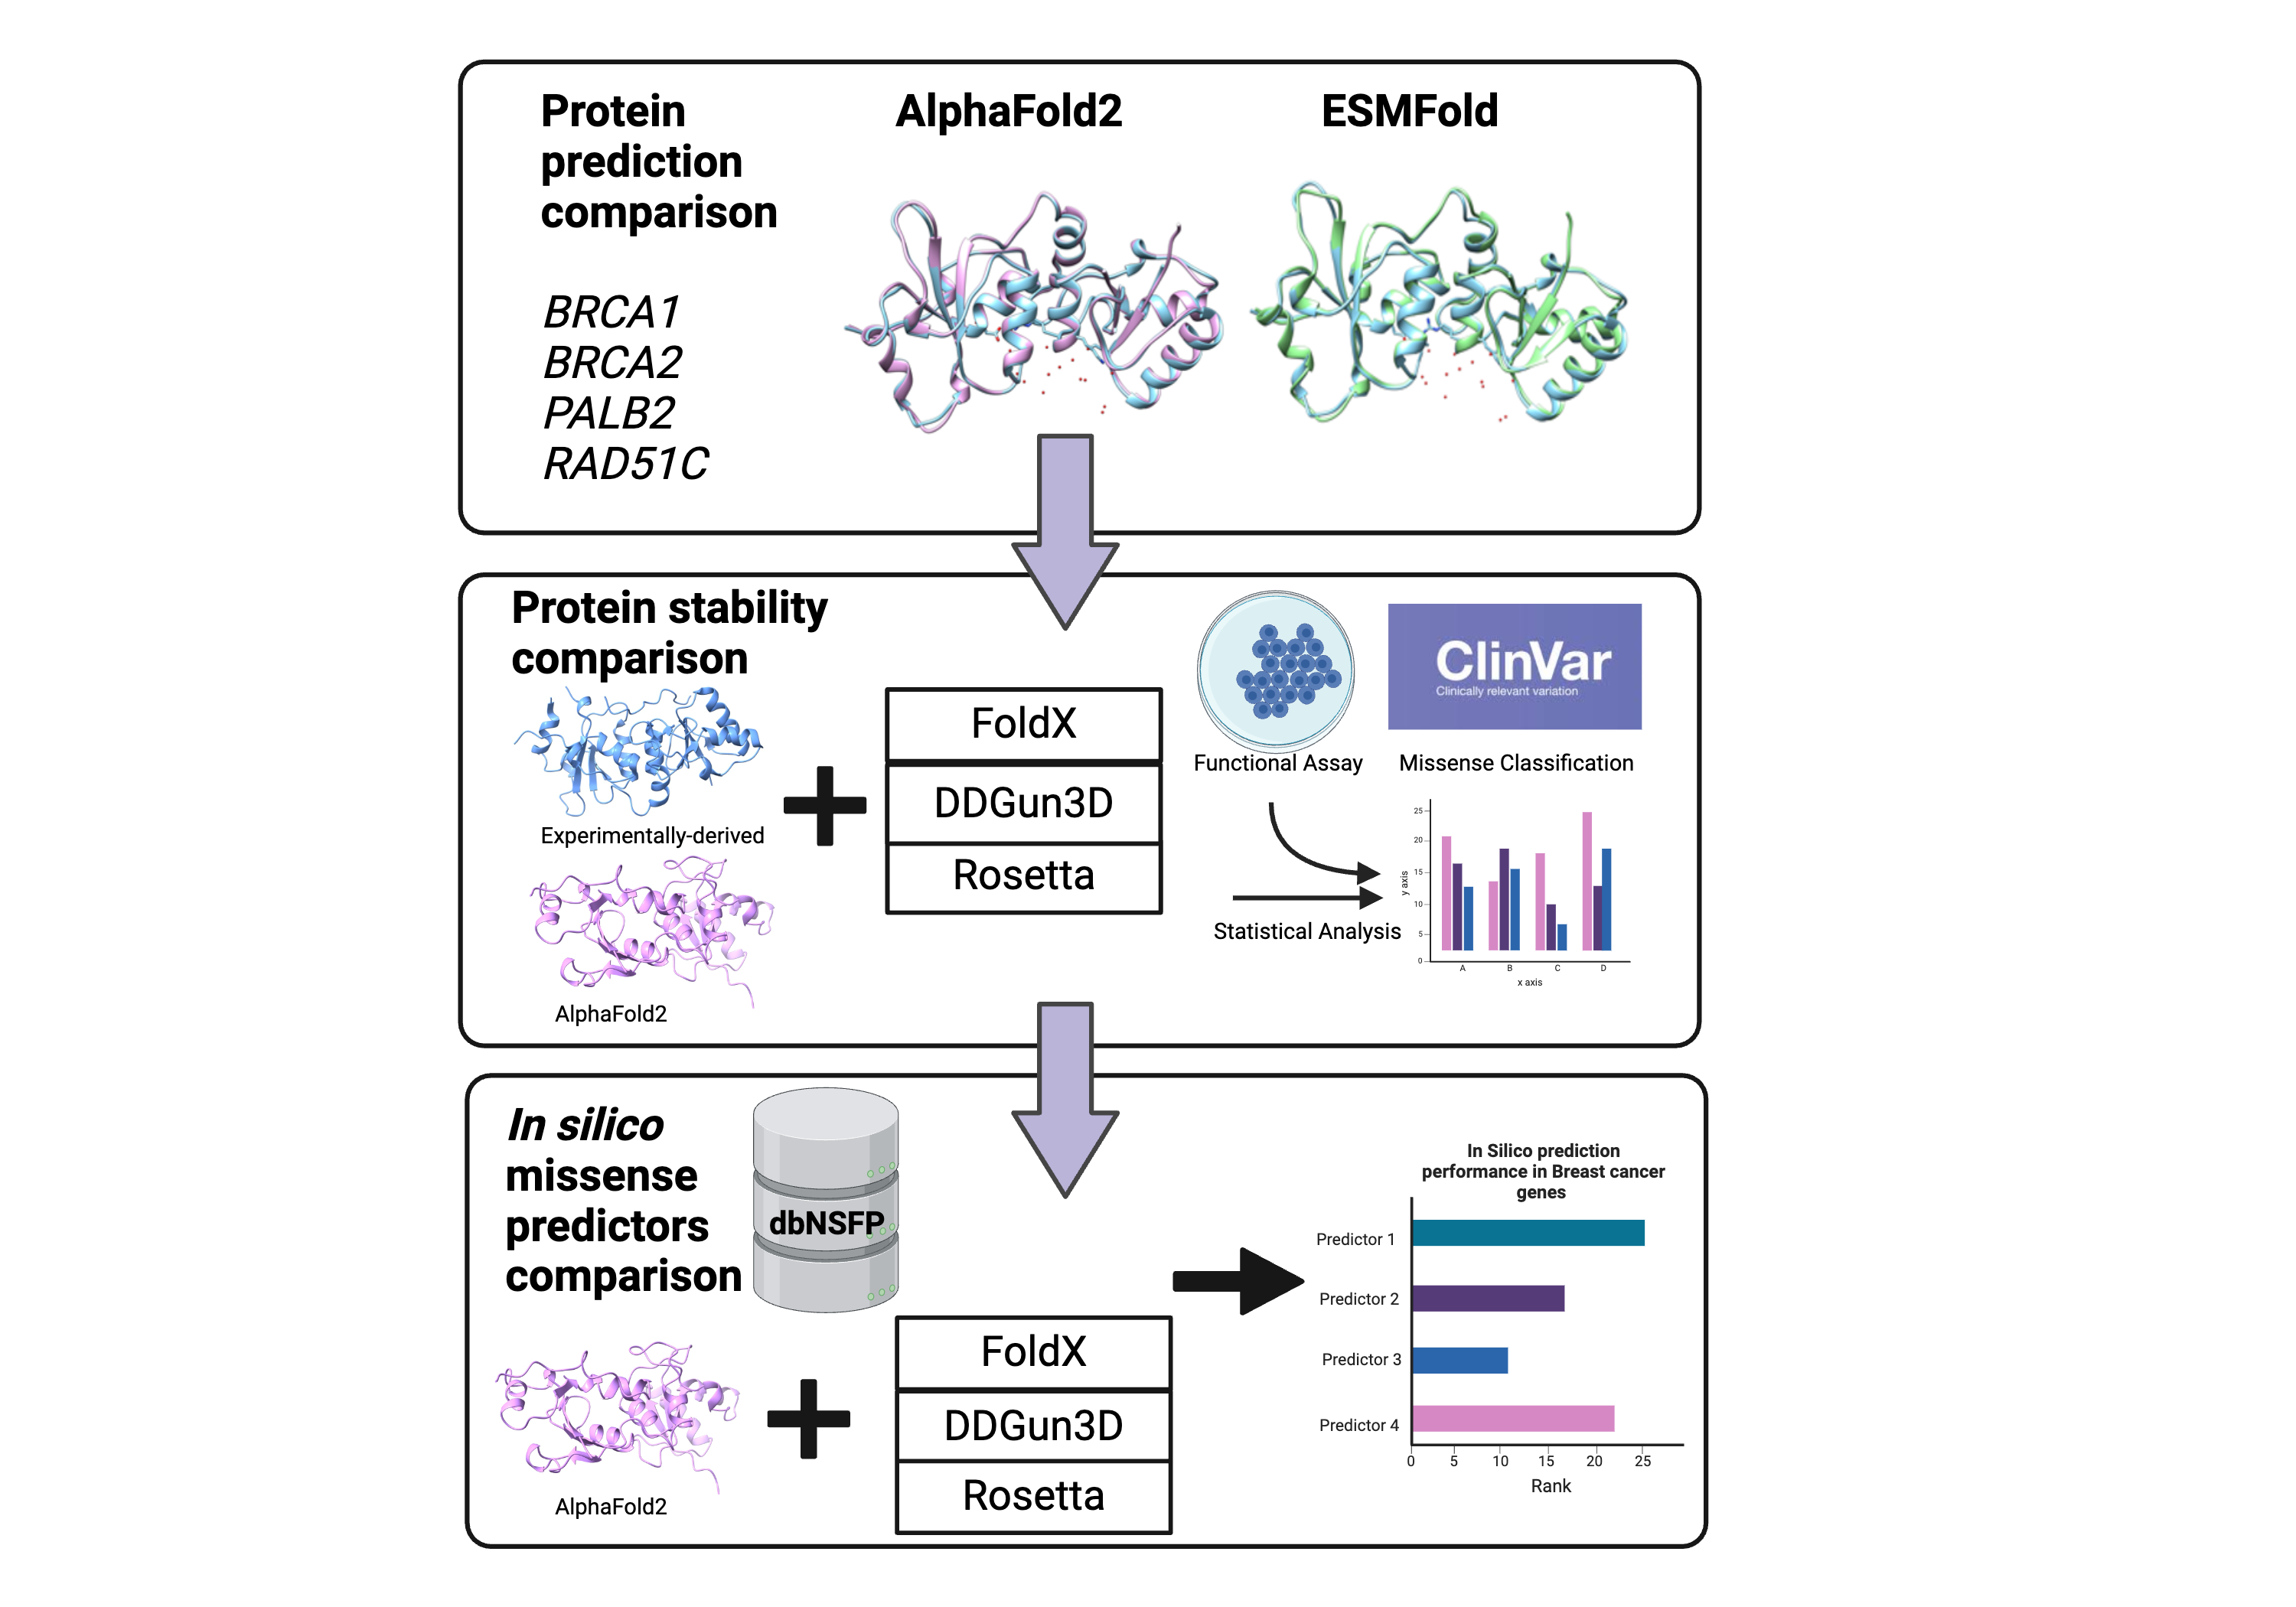 Protein
prediction
comparison
BRCA1
BRCA2
PALB2
RAD51C
AlphaFold2
ESMFold
Protein stability
comparison
Experimentally-derived
AlphaFold2
FoldX
DDGun3D
Rosetta
ClinVar
Clinically relevant variation
Functional Assay
Missense Classification
Statistical Analysis
y axis
25
20
15
10
5
0
A B C D
x axis
In silico
missense
predictors
comparison
dbNSFP
AlphaFold2
FoldX
DDGun3D
Rosetta
In Silico prediction
performance in Breast cancer
genes
Predictor 1
Predictor 2
Predictor 3
Predictor 4
0 5 10 15 20 25
Rank